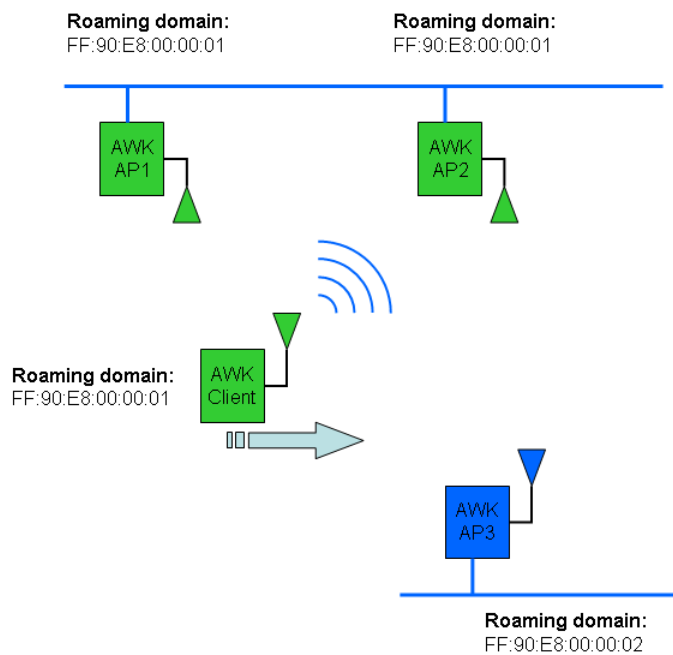 Roaming domain:
FF:90:E8:00:00:01
Roaming domain:
FF:90:E8:00:00:01
AWK
AP1
AWK
AP2
Roaming domain:
FF:90:E8:00:00:01
AWK
Client
AWK
AP3
Roaming domain:
FF:90:E8:00:00:02